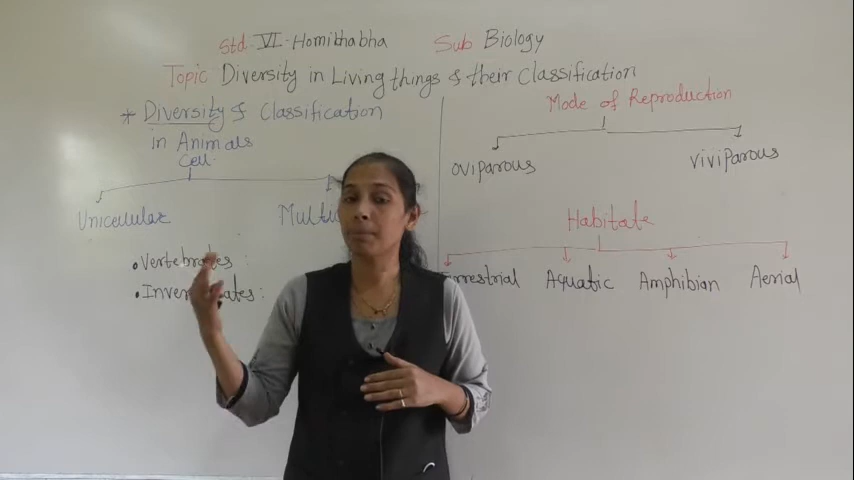 Std VI-Homibhabha Sub Biology
Topic Diversity in Living things & their Classification
* Diversity & Classification
in Animals
Cell
Unicellular
• Vertebrates :
Mode of Reproduction
oviparous viviparous
Habitate
Aquatic Amphibian Aerial